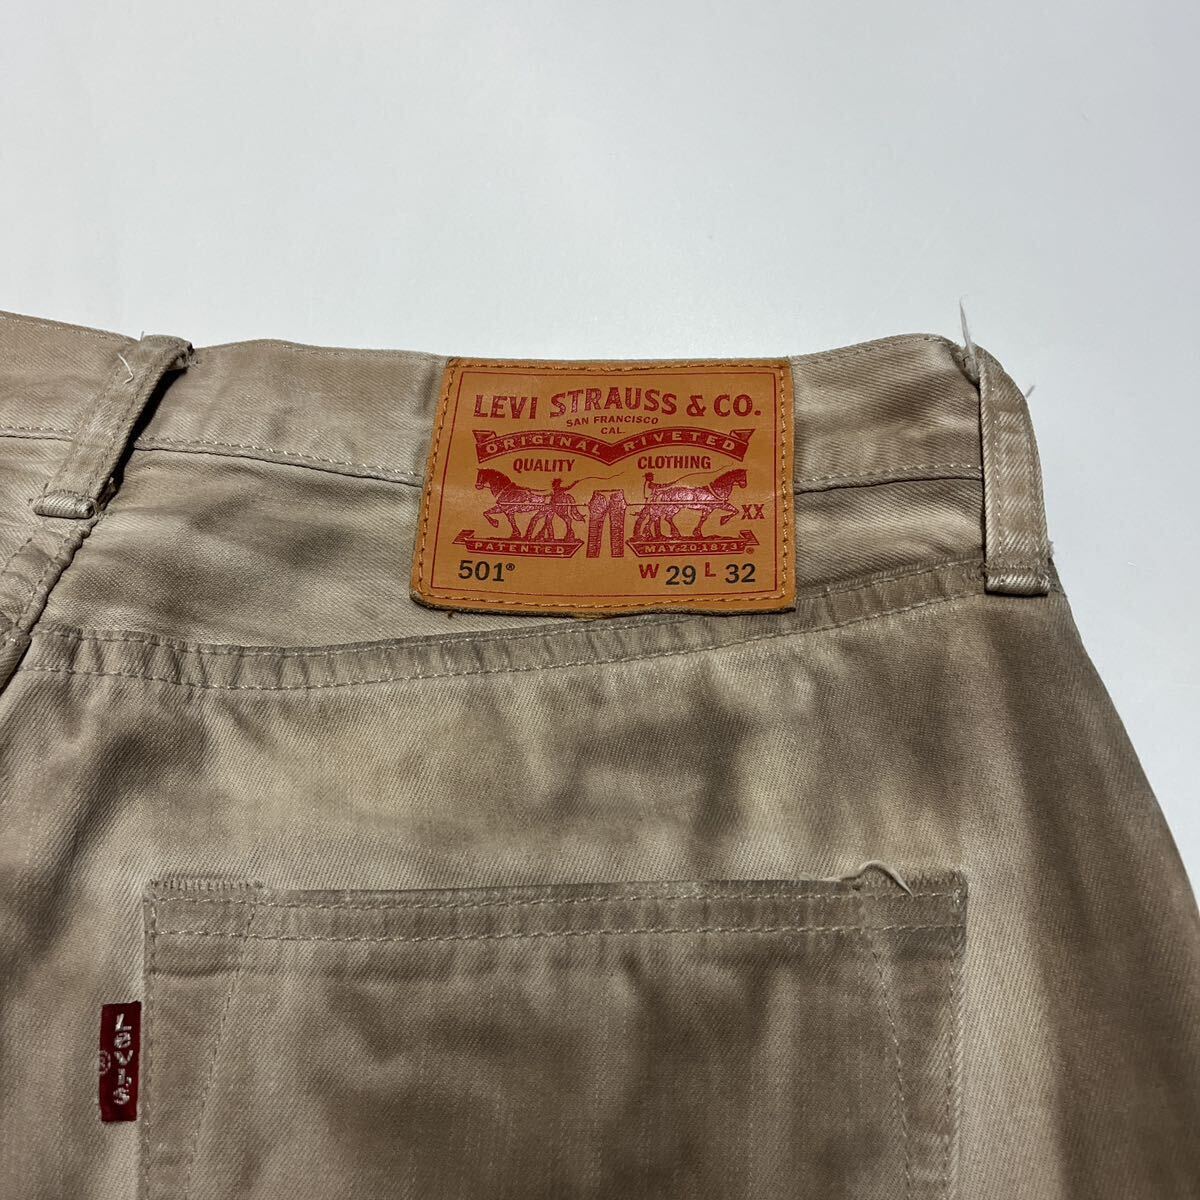 LEVI STRAUSS & CO.
SAN FRANCISCO
CAL.
ORIGINAL RIVETED
QUALITY CLOTHING
XX
PATENTED MAY.20.1873
501® W 29 L 32
Levi's
®